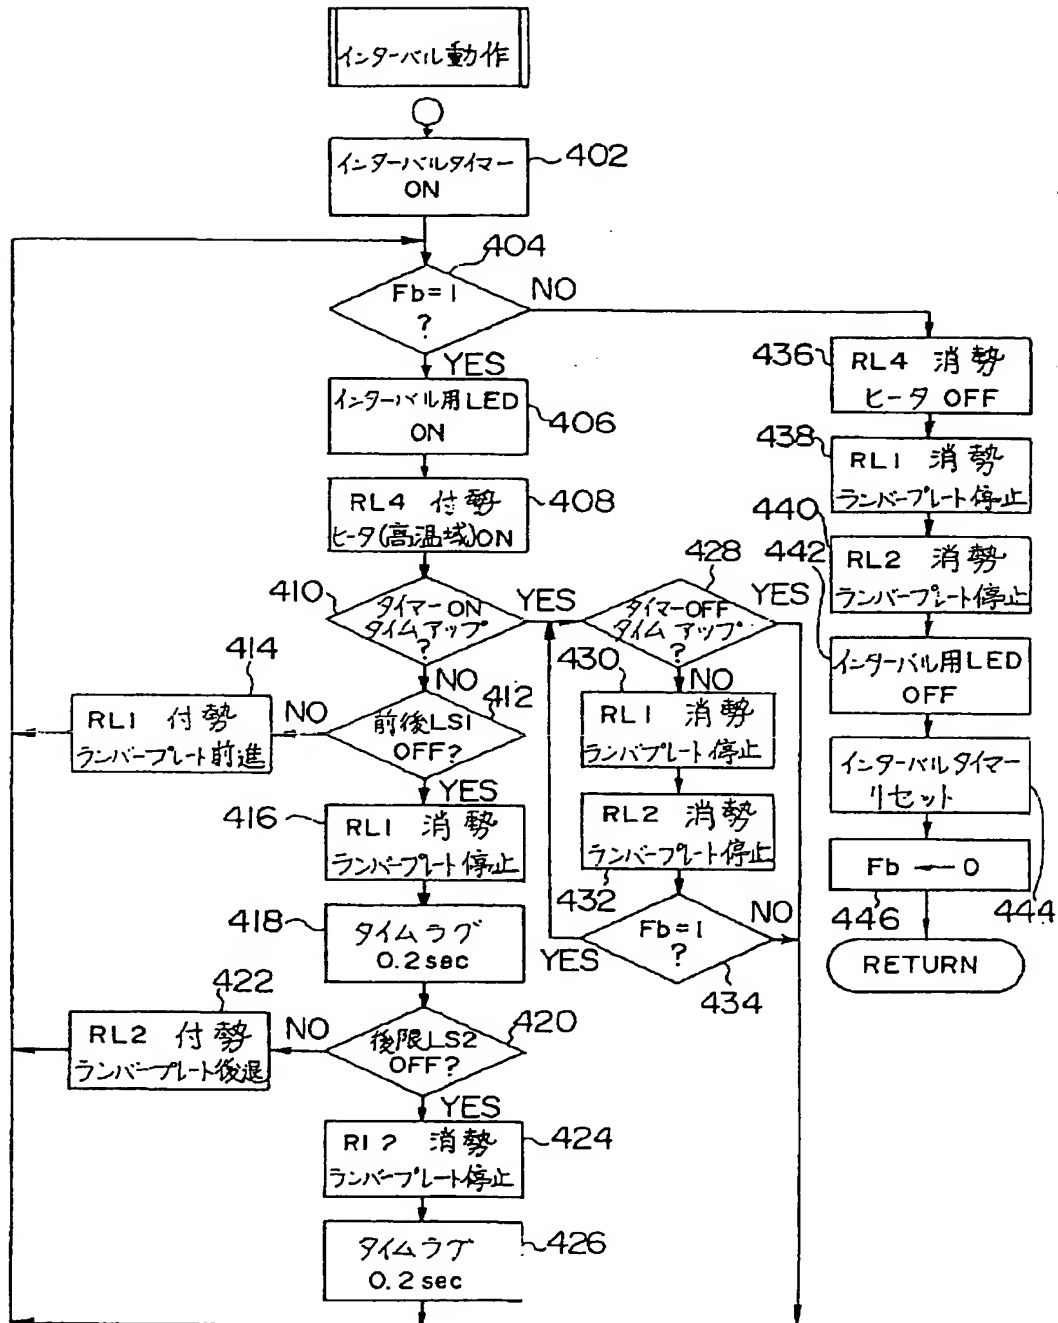 インターバル動作
インターバルタイマー
ON
402
404
Fb=1
?
NO
YES
インターバル用LED
ON
406
RL4 付勢
ヒータ(高温域)ON
408
410
タイマーON
タイムアップ
?
YES
NO
412
前後LS1
OFF?
NO
YES
414
RL1 付勢
ランバープレート前進
416
RL1 消勢
ランバープレート停止
418
タイムラグ
0.2sec
420
後限LS2
OFF?
NO
YES
422
RL2 付勢
ランバープレート後退
424
消勢
ランバープレート停止
426
タイムラグ
0.2sec
428
タイマーOFF
タイムアップ
?
YES
NO
430
RL1 消勢
ランバープレート停止
RL2 消勢
ランバープレート停止
432
Fb=1
?
NO
YES
434
436
RL4 消勢
ヒータ OFF
438
RL1 消勢
ランバープレート停止
440
RL2 消勢
ランバープレート停止
442
インターバル用LED
OFF
インターバルタイマー
リセット
444
Fb ← 0
446
RETURN